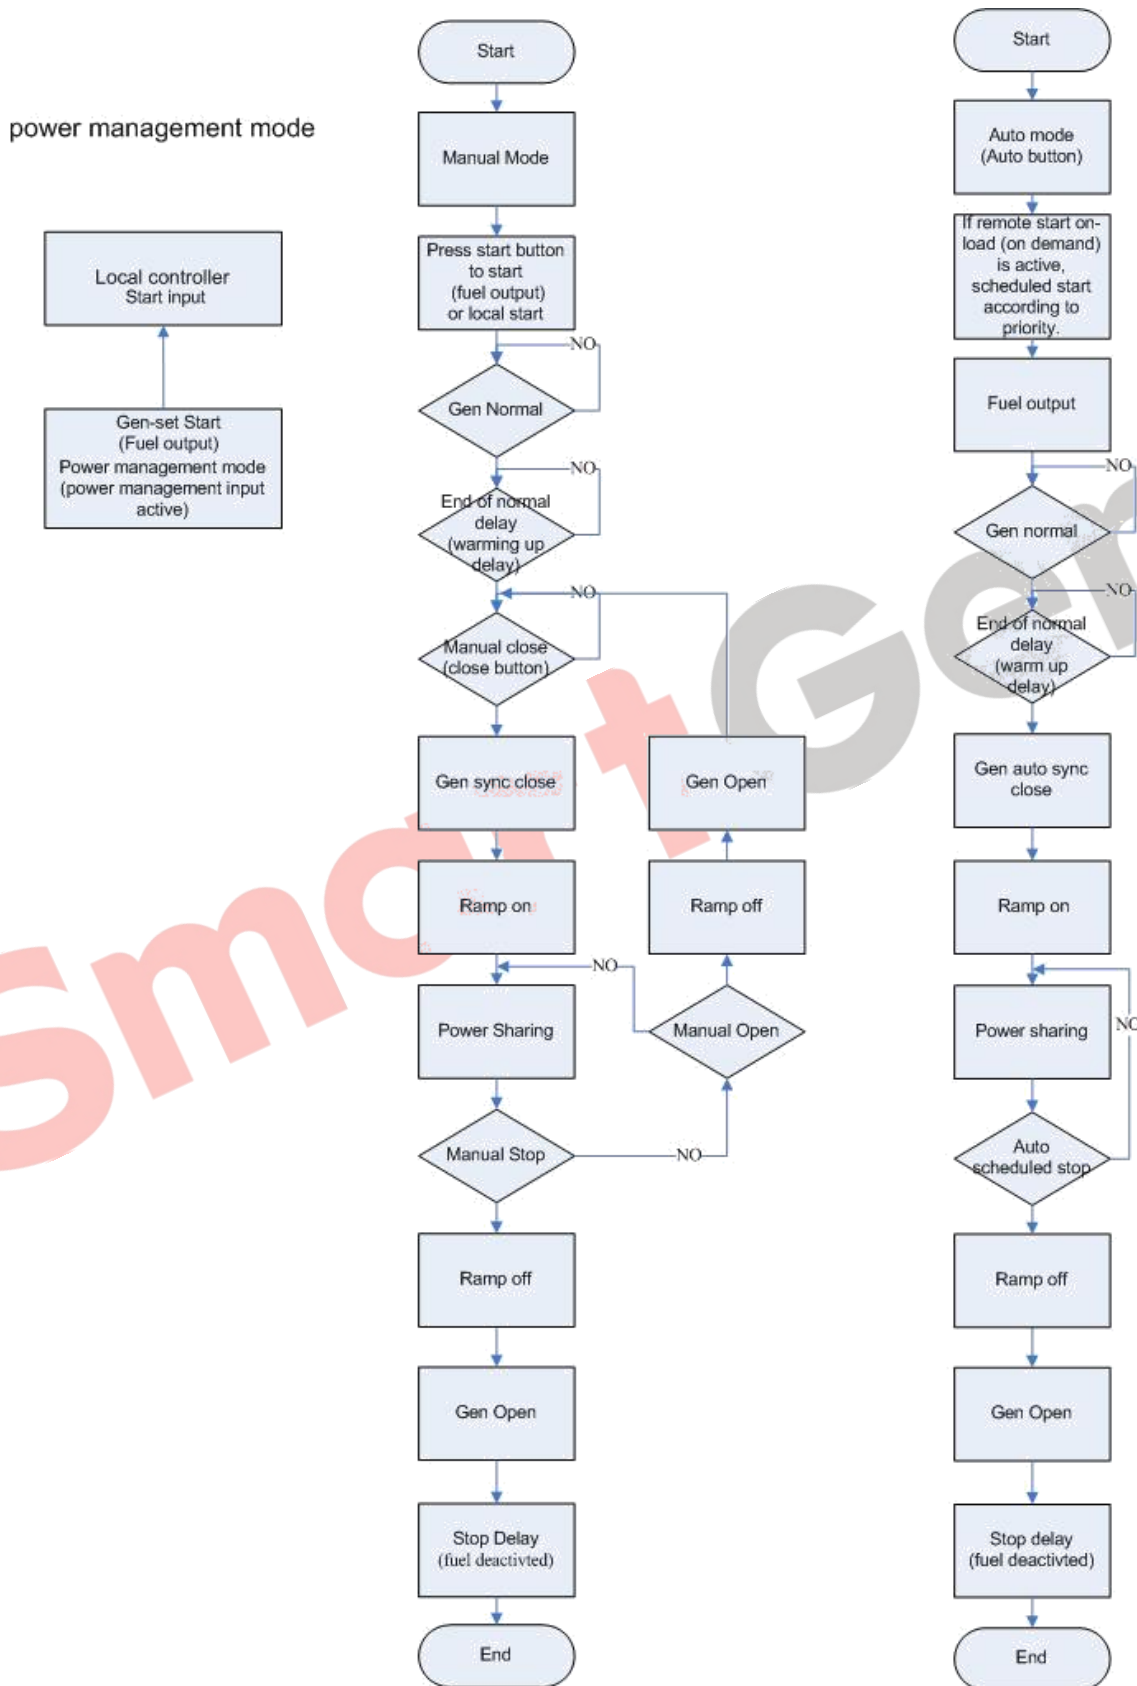 power management mode
Local controller
Start input
Gen-set Start
(Fuel output)
Power management mode
(power management input
active)
Start
Manual Mode
Press start button
to start
(fuel output)
or local start
NO
Gen Normal
NO
End of normal
delay
(warming up
delay)
NO
Manual close
(close button)
Gen sync close
Gen Open
Ramp on
Ramp off
NO
Power Sharing
Manual Open
Manual Stop
NO
Ramp off
Gen Open
Stop Delay
(fuel deactivted)
End
Start
Auto mode
(Auto button)
If remote start on-
load (on demand)
is active,
scheduled start
according to
priority.
Fuel output
NO
Gen normal
NO
End of normal
delay
(warm up
delay)
Gen auto sync
close
Ramp on
Power sharing
NO
Auto
scheduled stop
Ramp off
Gen Open
Stop delay
(fuel deactivted)
End
SmartGen